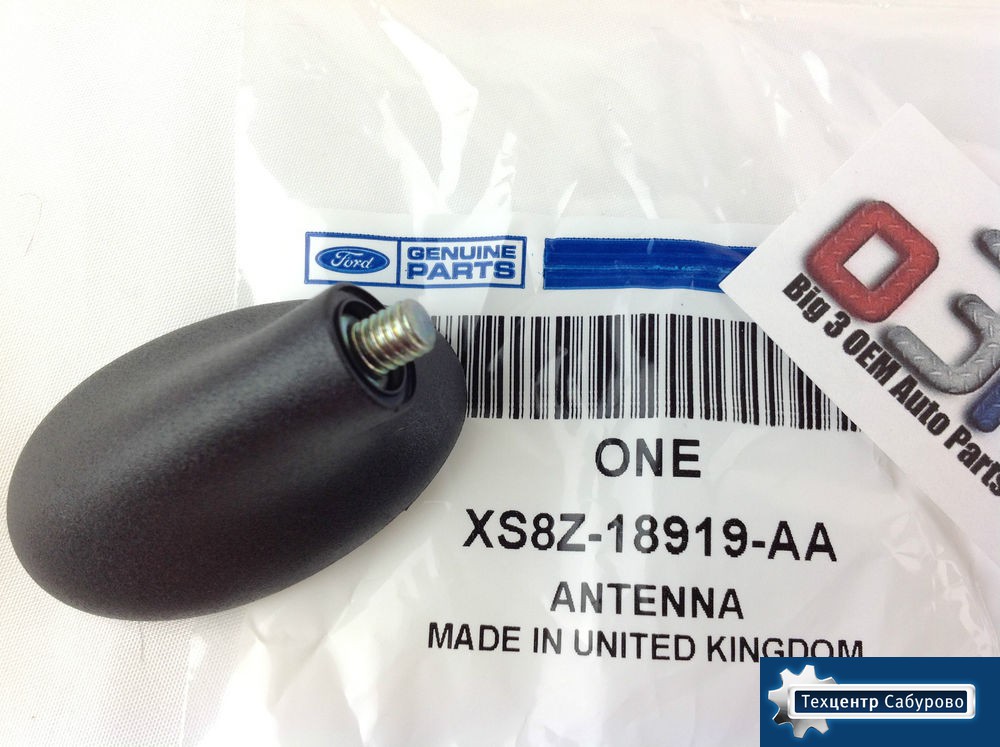 Ford
GENUINE
PARTS
Big 3 OEM Auto Parts
ONE
XS8Z-18919-AA
ANTENNA
MADE IN UNITED KINGDOM
Техцентр Сабурово